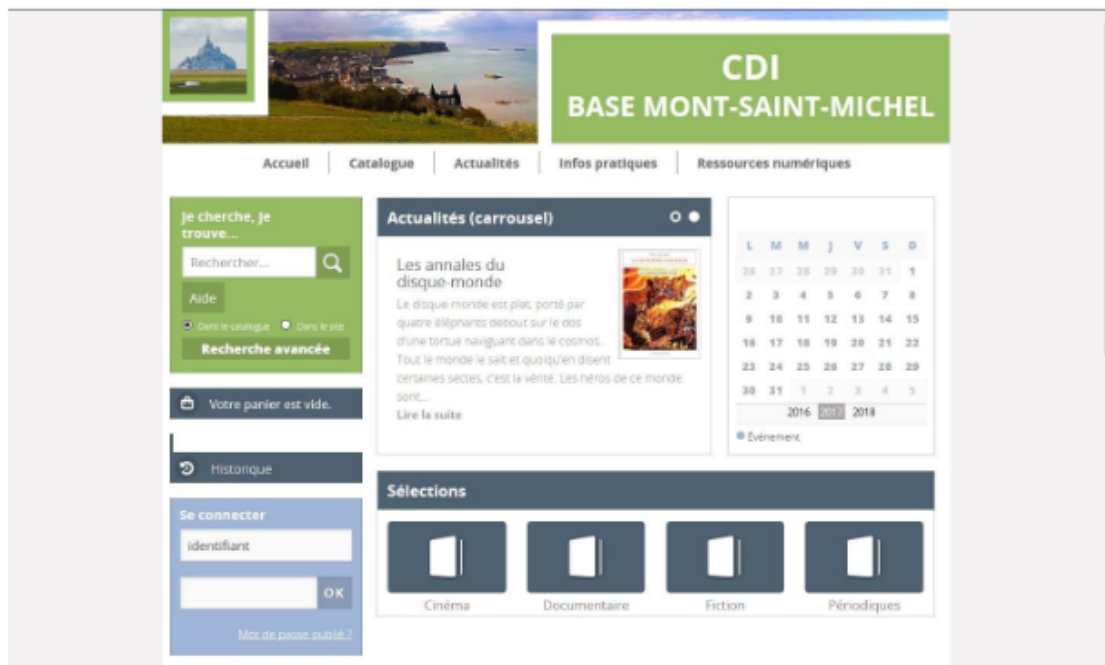 CDI
BASE MONT-SAINT-MICHEL
Accueil
Catalogue
Actualités
Infos pratiques
Ressources numériques
Je cherche, je
trouve...
Rechercher...
Aide
Dans le catalogue
Dans le site
Recherche avancée
Votre panier est vide.
Historique
Se connecter
identifiant
OK
Mot de passe oublié ?
Actualités (carrousel)
Les annales du
disque-monde
Le disque-monde est plat, porté par
quatre éléphants debout sur le dos
d'une tortue naviguant dans le cosmos.
Tout le monde le sait et quoiqu'en disent
certaines sectes, c'est la vérité. Les héros de ce monde
sont...
Lire la suite
L M M J V S D
26 27 28 29 30 31 1
2 3 4 5 6 7 8
9 10 11 12 13 14 15
16 17 18 19 20 21 22
23 24 25 26 27 28 29
30 31 1 2 3 4 5
2016 2017 2018
Événement
Sélections
Cinéma
Documentaire
Fiction
Périodiques